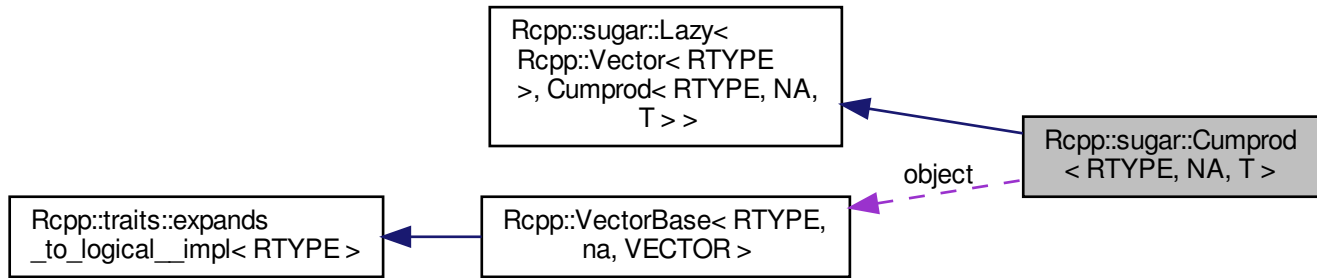 Rcpp::sugar::Lazy<
Rcpp::Vector< RTYPE
>, Cumprod< RTYPE, NA,
T > >
Rcpp::sugar::Cumprod
< RTYPE, NA, T >
object
Rcpp::traits::expands
_to_logical__impl< RTYPE >
Rcpp::VectorBase< RTYPE,
na, VECTOR >